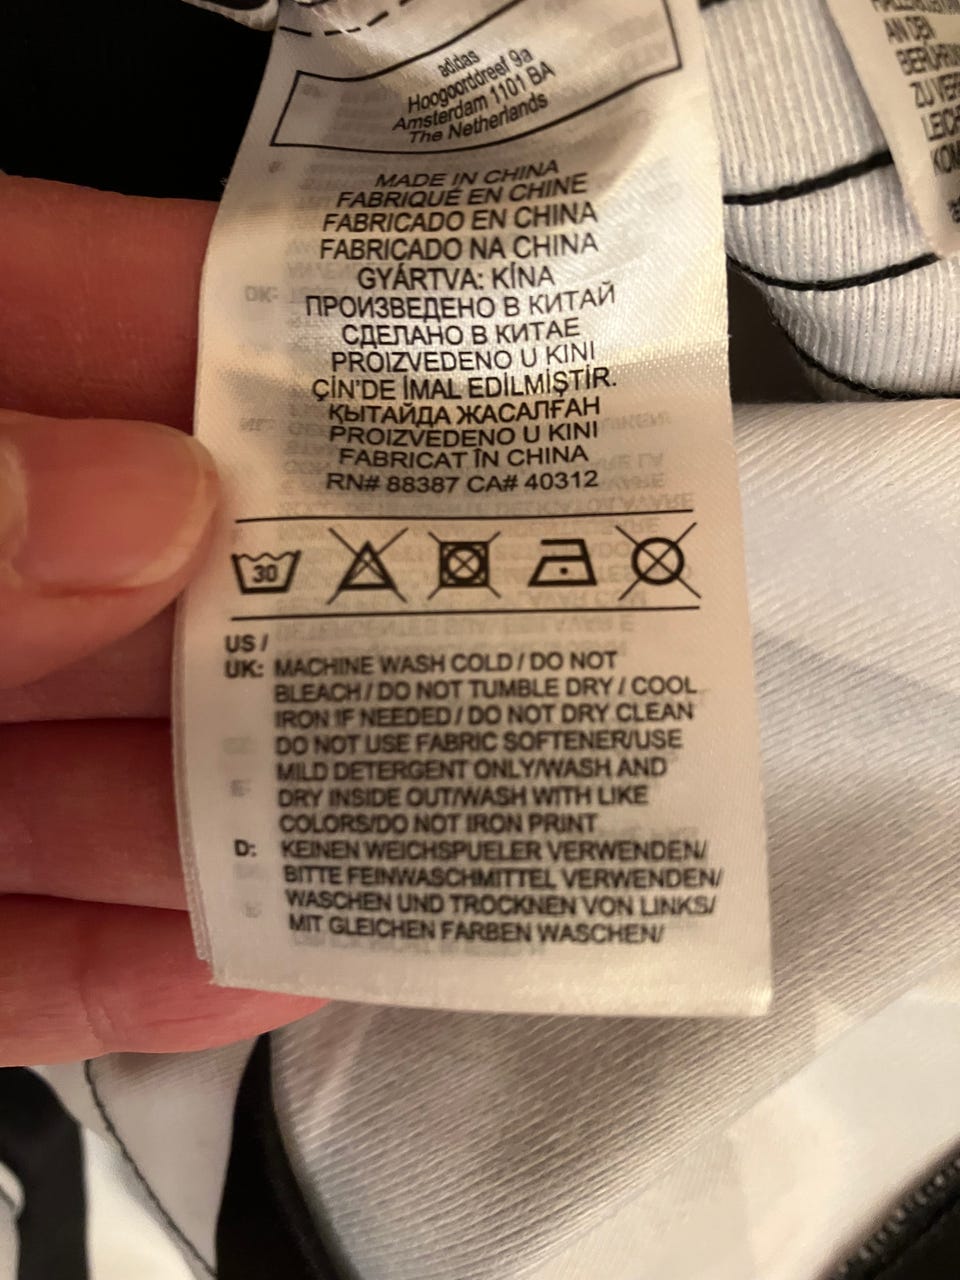 adidas
Hoogoorddreef 9a
Amsterdam 1101 BA
The Netherlands
MADE IN CHINA
FABRIQUÉ EN CHINE
FABRICADO EN CHINA
FABRICADO NA CHINA
GYÁRTVA: KÍNA
ПРОИЗВЕДЕНО В КИТАЙ
СДЕЛАНО В КИТАЕ
PROIZVEDENO U KINI
ÇİN'DE İMAL EDİLMİŞTİR.
ҚЫТАЙДА ЖАСАЛҒАН
PROIZVEDENO U KINI
FABRICAT ÎN CHINA
RN# 88387 CA# 40312
30
US /
UK: MACHINE WASH COLD / DO NOT
BLEACH / DO NOT TUMBLE DRY / COOL
IRON IF NEEDED / DO NOT DRY CLEAN
DO NOT USE FABRIC SOFTENER/USE
MILD DETERGENT ONLY/WASH AND
DRY INSIDE OUT/WASH WITH LIKE
COLORS/DO NOT IRON PRINT
D: KEINEN WEICHSPUELER VERWENDEN/
BITTE FEINWASCHMITTEL VERWENDEN/
WASCHEN UND TROCKNEN VON LINKS/
MIT GLEICHEN FARBEN WASCHEN/
AN DEN
ZU